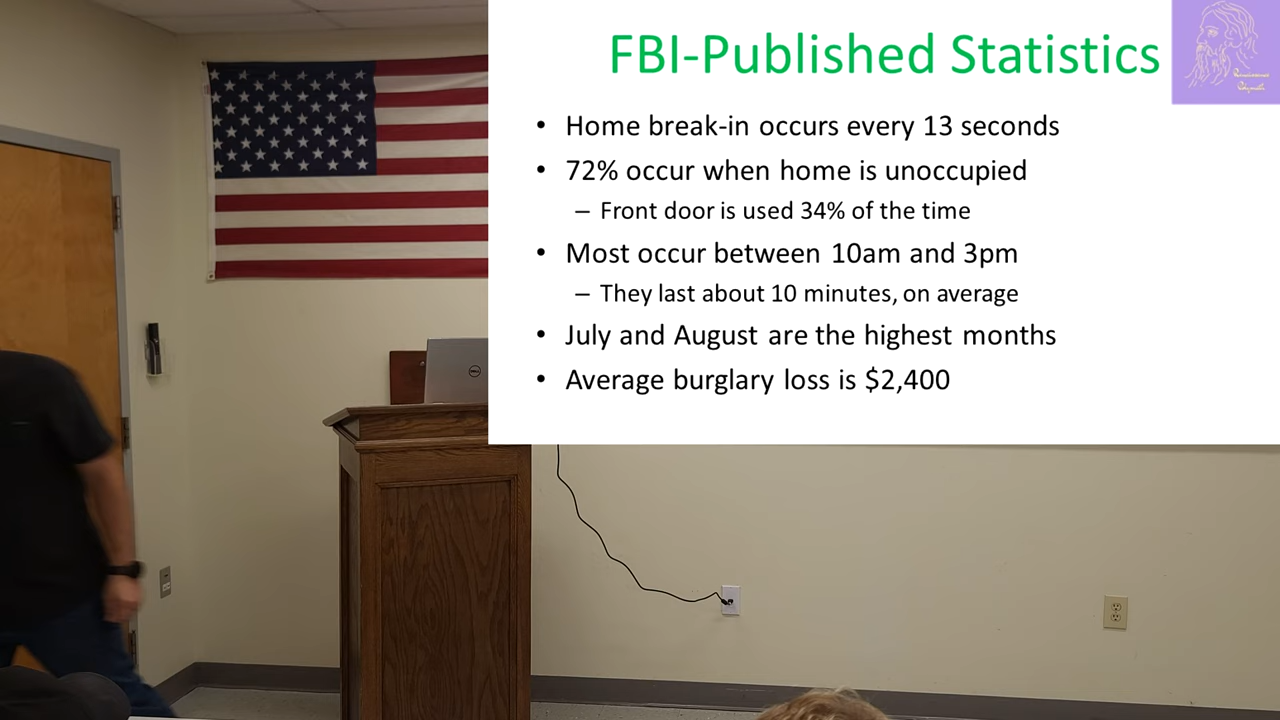 FBI-Published Statistics
• Home break-in occurs every 13 seconds
• 72% occur when home is unoccupied
– Front door is used 34% of the time
• Most occur between 10am and 3pm
– They last about 10 minutes, on average
• July and August are the highest months
• Average burglary loss is $2,400
DELL